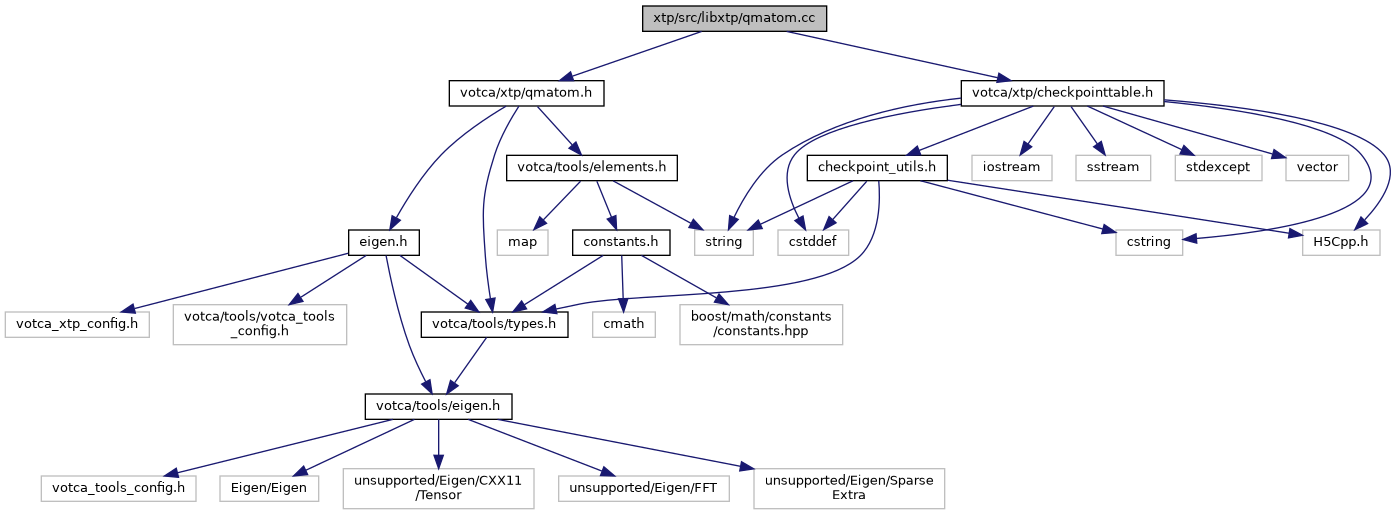 xtp/src/libxtp/qmatom.cc
votca/xtp/qmatom.h
votca/xtp/checkpointtable.h
votca/tools/elements.h
checkpoint_utils.h
iostream
sstream
stdexcept
vector
eigen.h
map
constants.h
string
cstddef
cstring
H5Cpp.h
votca_xtp_config.h
votca/tools/votca_tools
_config.h
votca/tools/types.h
cmath
boost/math/constants
/constants.hpp
votca/tools/eigen.h
votca_tools_config.h
Eigen/Eigen
unsupported/Eigen/CXX11
/Tensor
unsupported/Eigen/FFT
unsupported/Eigen/Sparse
Extra